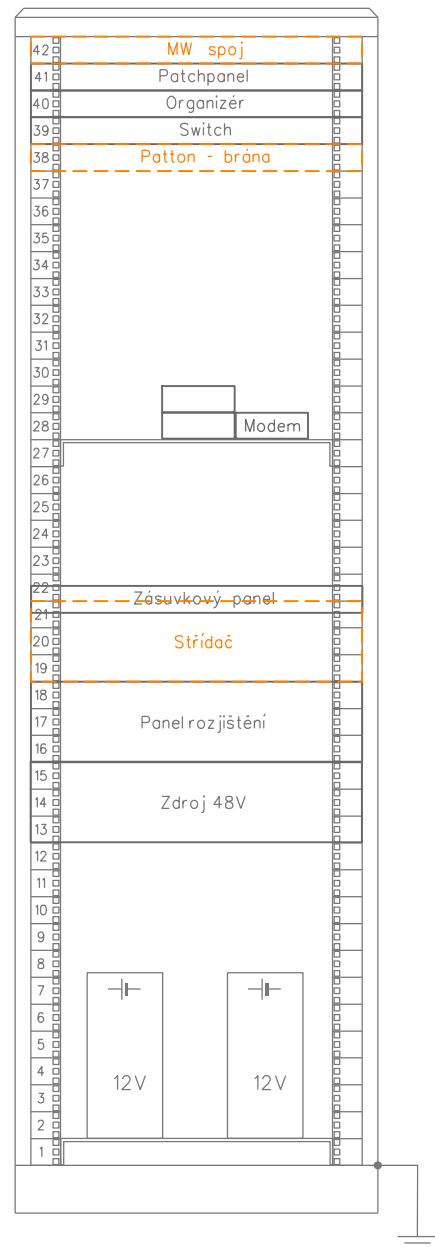 42 MW spoj
41 Patchpanel
40 Organizér
39 Switch
38 Patton - brána
37
36
35
34
33
32
31
30
29
28 Modem
27
26
25
24
23
22 Zásuvkový panel
21
20 Střídač
19
18
17 Panel rozjištění
16
15
14 Zdroj 48V
13
12
11
10
9
8
7
6
5
4
3 12V 12V
2
1